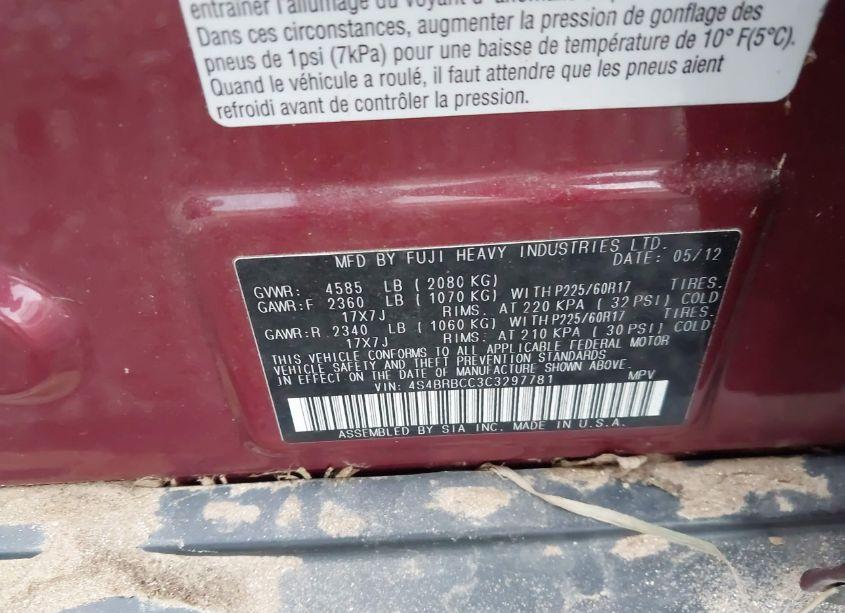 entraîner l'allumage du voyant d'
Dans ces circonstances, augmenter la pression de gonflage des
pneus de 1psi (7kPa) pour une baisse de température de 10° F(5°C).
Quand le véhicule a roulé, il faut attendre que les pneus aient
refroidi avant de contrôler la pression.
MFD BY FUJI HEAVY INDUSTRIES LTD.
DATE: 05/12
GVWR: 4585 LB (2080 KG)
GAWR:F 2360 LB (1070 KG) WITH P225/60R17 TIRES.
17X7J RIMS. AT 220 KPA (32 PSI) COLD
GAWR:R 2340 LB (1060 KG) WITH P225/60R17 TIRES.
17X7J RIMS. AT 210 KPA (30 PSI) COLD
THIS VEHICLE CONFORMS TO ALL APPLICABLE FEDERAL MOTOR
VEHICLE SAFETY AND THEFT PREVENTION STANDARDS
IN EFFECT ON THE DATE OF MANUFACTURE SHOWN ABOVE.
VIN: 4S4BRBCC3C3297781 MPV
ASSEMBLED BY SIA INC. MADE IN U.S.A.